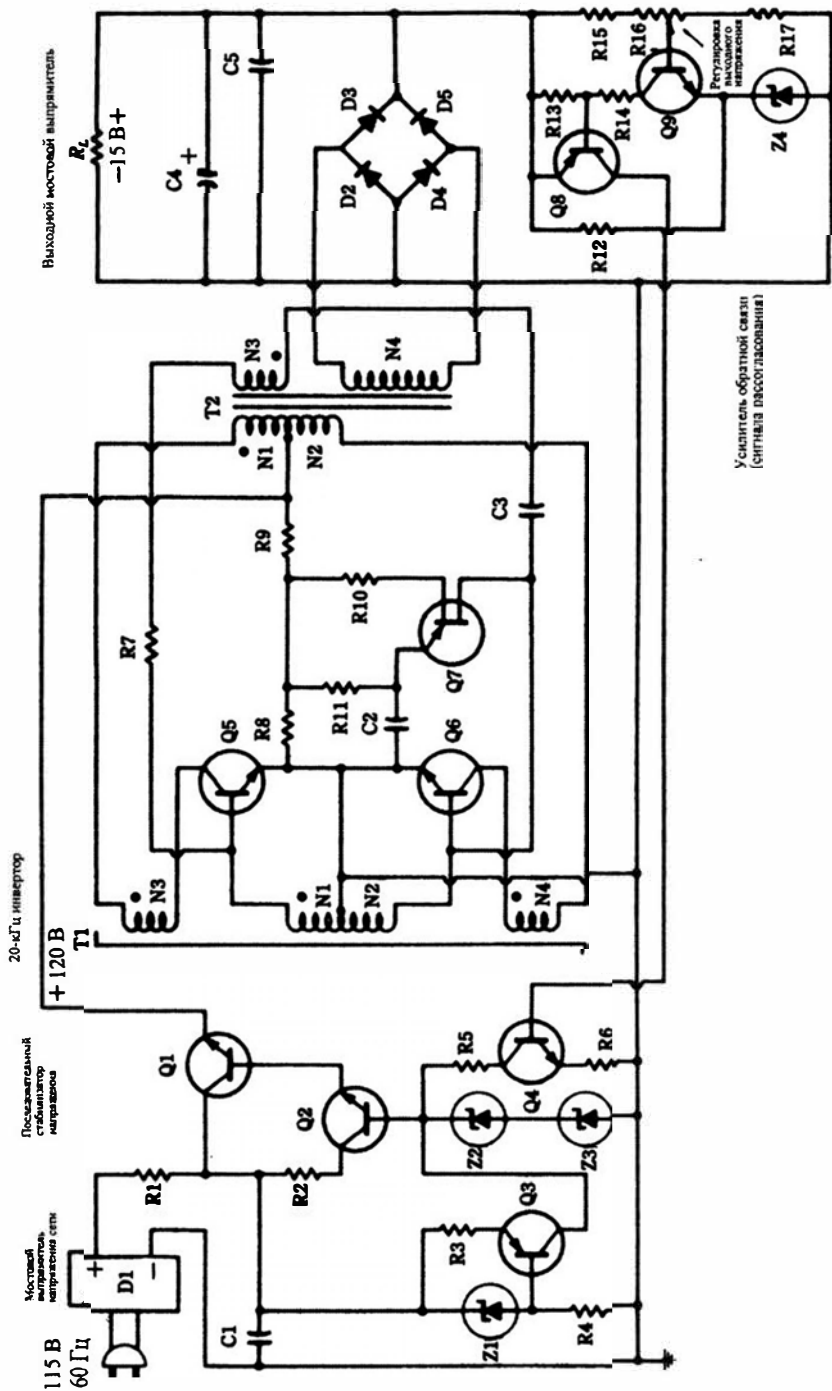 115 В
60 Гц
Мостовой
выпрямитель
напряжения сети
Последовательный
стабилизатор
напряжения
20-кГц инвертор
Выходной мостовой выпрямитель
+ 120 В
+
−
D1
R1
C1
R2
Q1
Q2
R3
Z1
Q3
R4
Z2
Z3
R5
Q4
R6
T1
N3
N1
N2
N4
R7
Q5
R8
R9
R11
R10
C2
Q6
Q7
C3
T2
N1
N2
N3
N4
RL
−15 В+
C4
+
C5
D2
D3
D4
D5
R12
Q8
R13
R14
R15
R16
Q9
R17
Z4
Регулировка
выходного
напряжения
Усилитель обратной связи
(сигнала рассогласования)